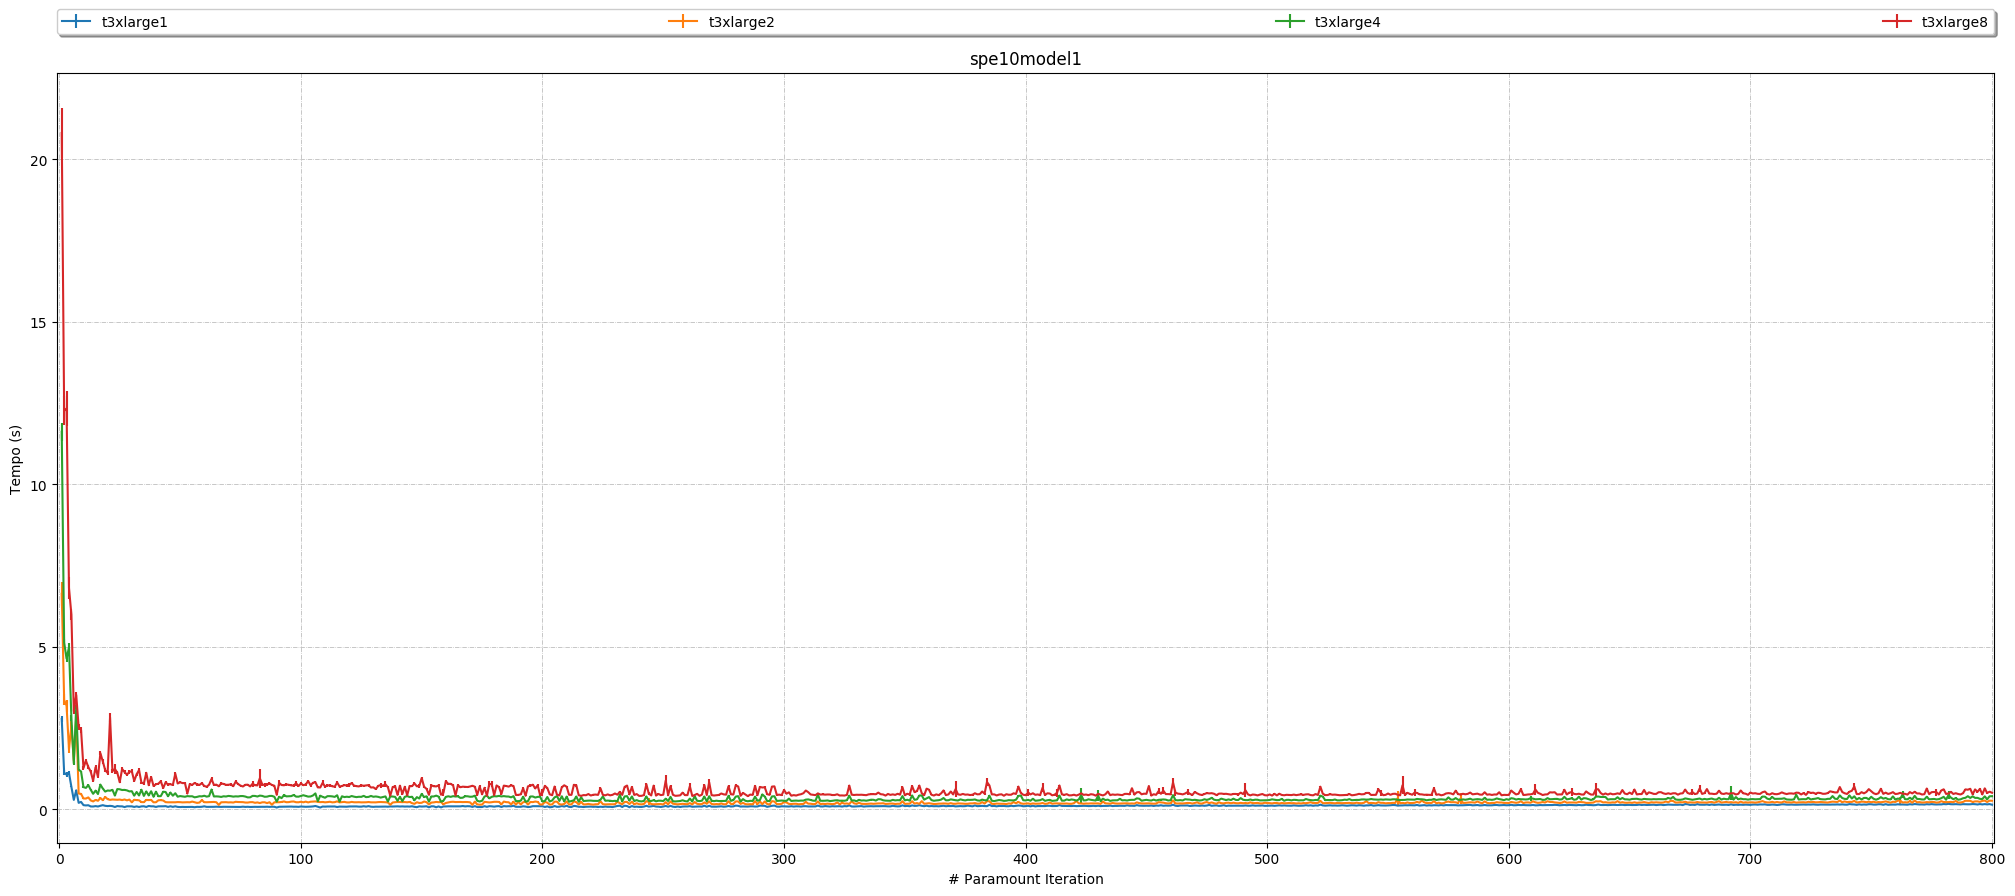 t3xlarge1 t3xlarge2 t3xlarge4 t3xlarge8
spe10model1
20
15
10
5
0
Tempo (s)
0 100 200 300 400 500 600 700 800
# Paramount Iteration